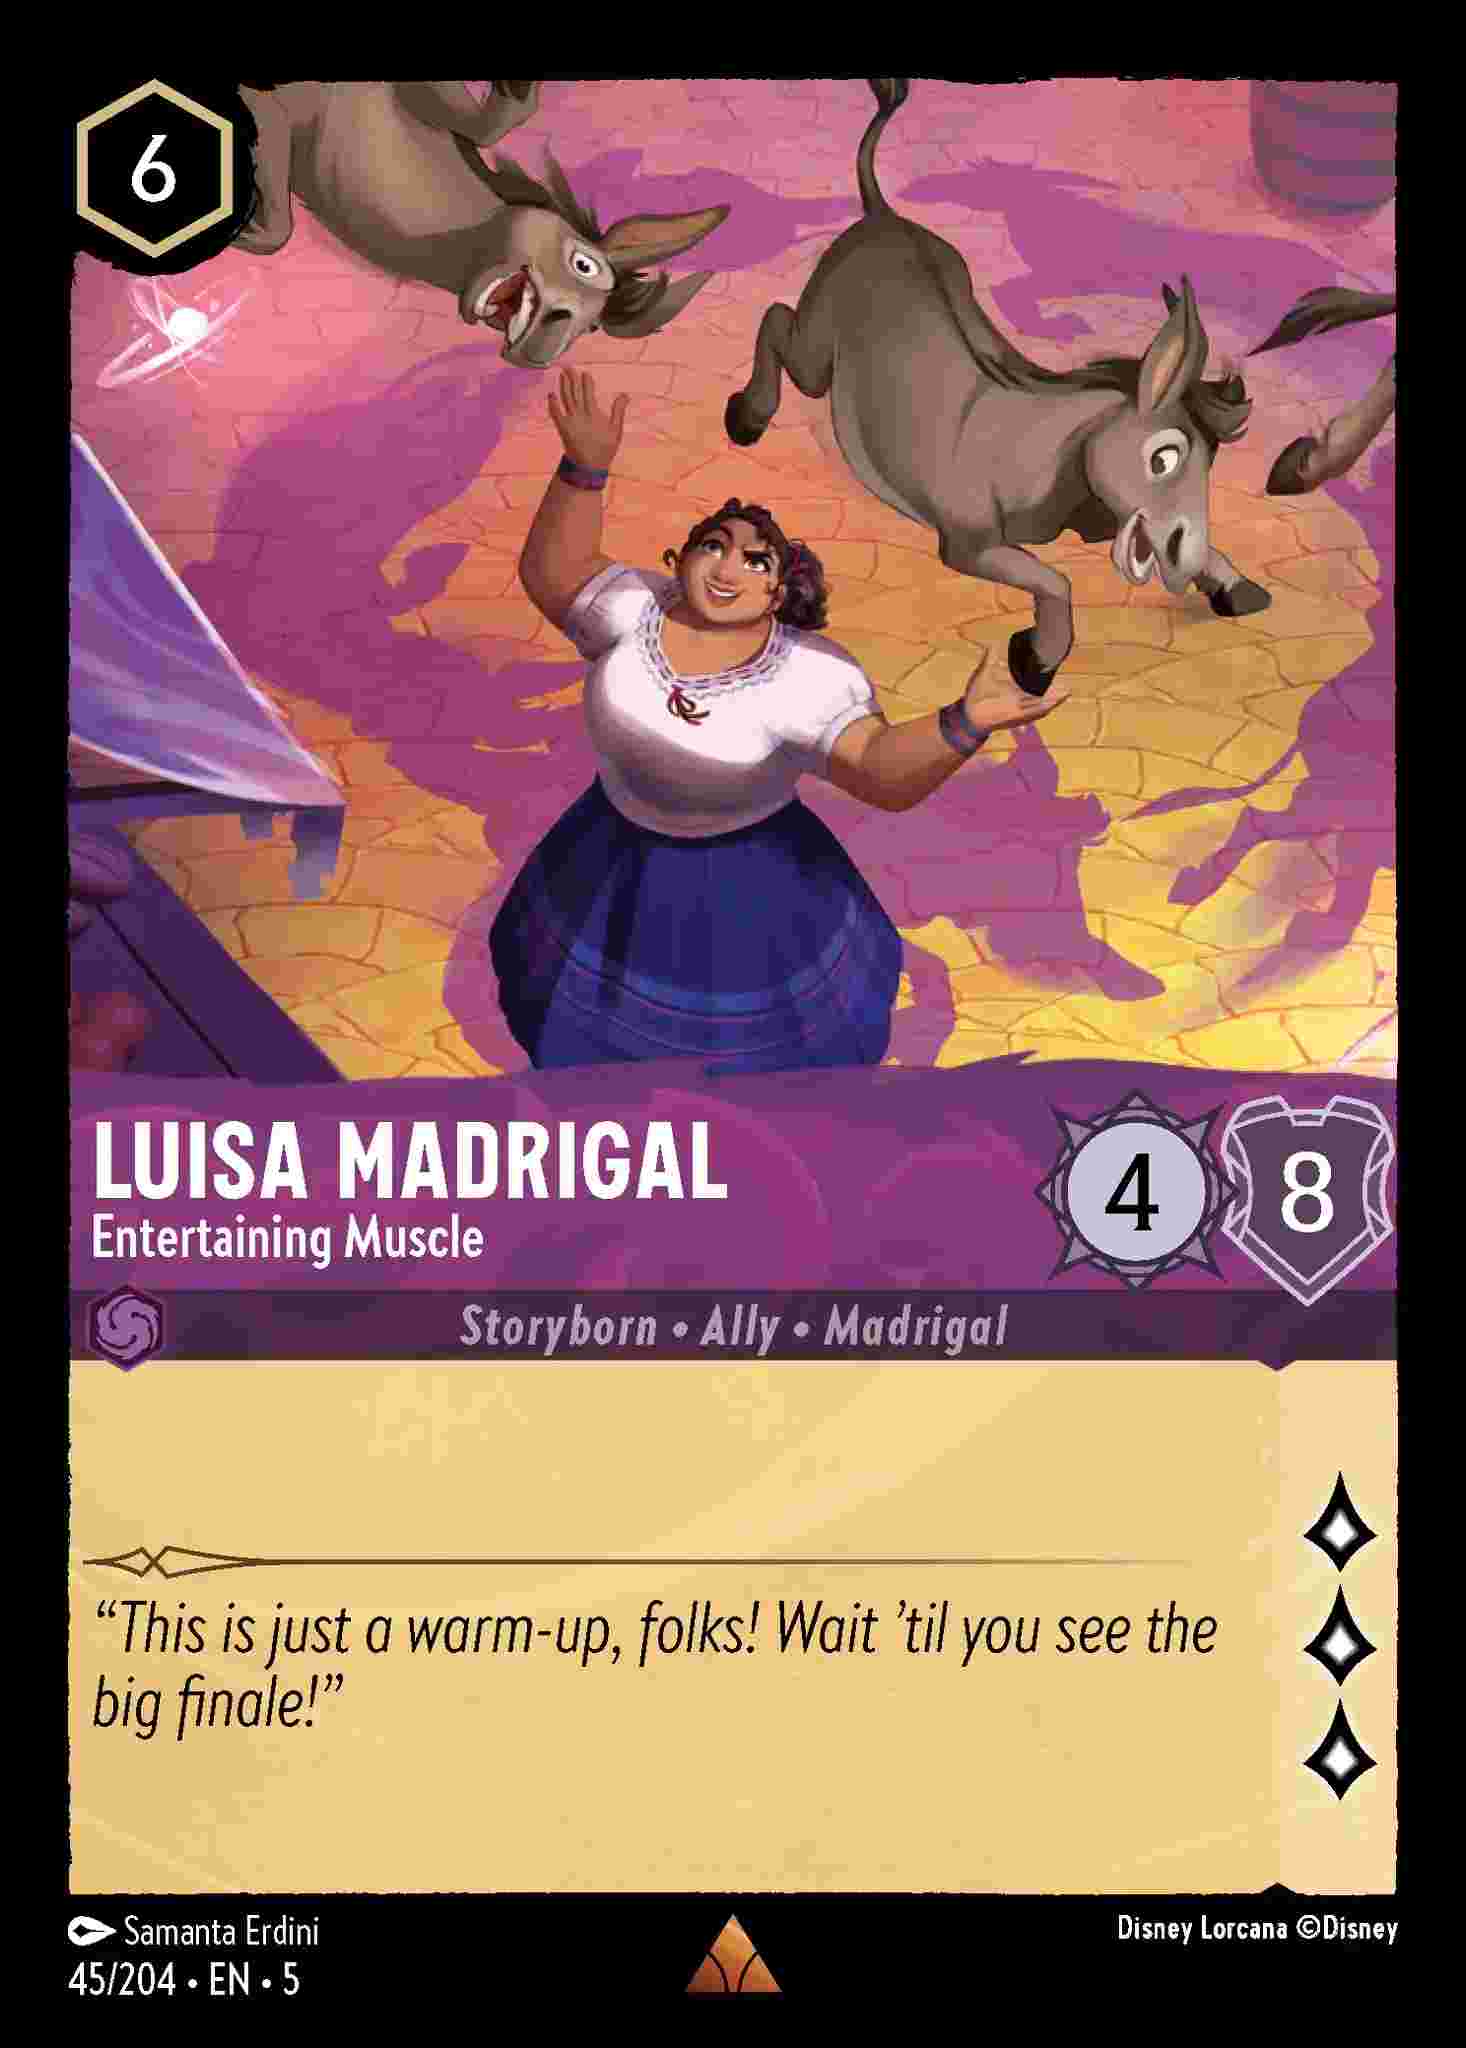 6
LUISA MADRIGAL
Entertaining Muscle
4
8
Storyborn • Ally • Madrigal
“This is just a warm-up, folks! Wait ’til you see the
big finale!”
Samanta Erdini
Disney Lorcana ©Disney
45/204 • EN • 5